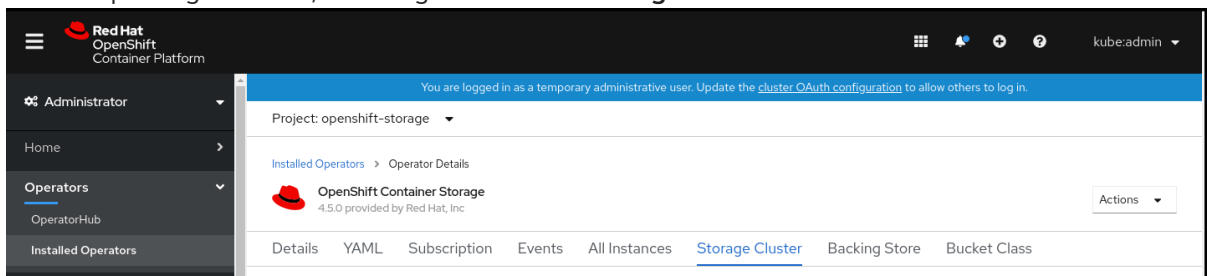 Red Hat
OpenShift
Container Platform
kube:admin
You are logged in as a temporary administrative user. Update the cluster OAuth configuration to allow others to log in.
Administrator
Project: openshift-storage
Home
Installed Operators > Operator Details
Operators
OpenShift Container Storage
4.5.0 provided by Red Hat, Inc
Actions
OperatorHub
Installed Operators
Details YAML Subscription Events All Instances Storage Cluster Backing Store Bucket Class